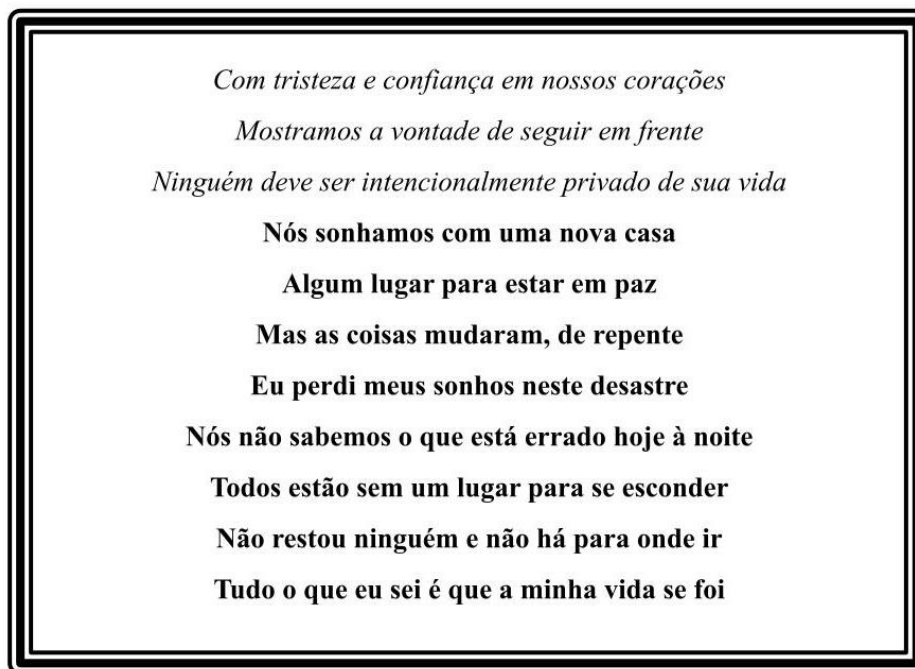 Com tristeza e confiança em nossos corações
Mostramos a vontade de seguir em frente
Ninguém deve ser intencionalmente privado de sua vida
Nós sonhamos com uma nova casa
Algum lugar para estar em paz
Mas as coisas mudaram, de repente
Eu perdi meus sonhos neste desastre
Nós não sabemos o que está errado hoje à noite
Todos estão sem um lugar para se esconder
Não restou ninguém e não há para onde ir
Tudo o que eu sei é que a minha vida se foi